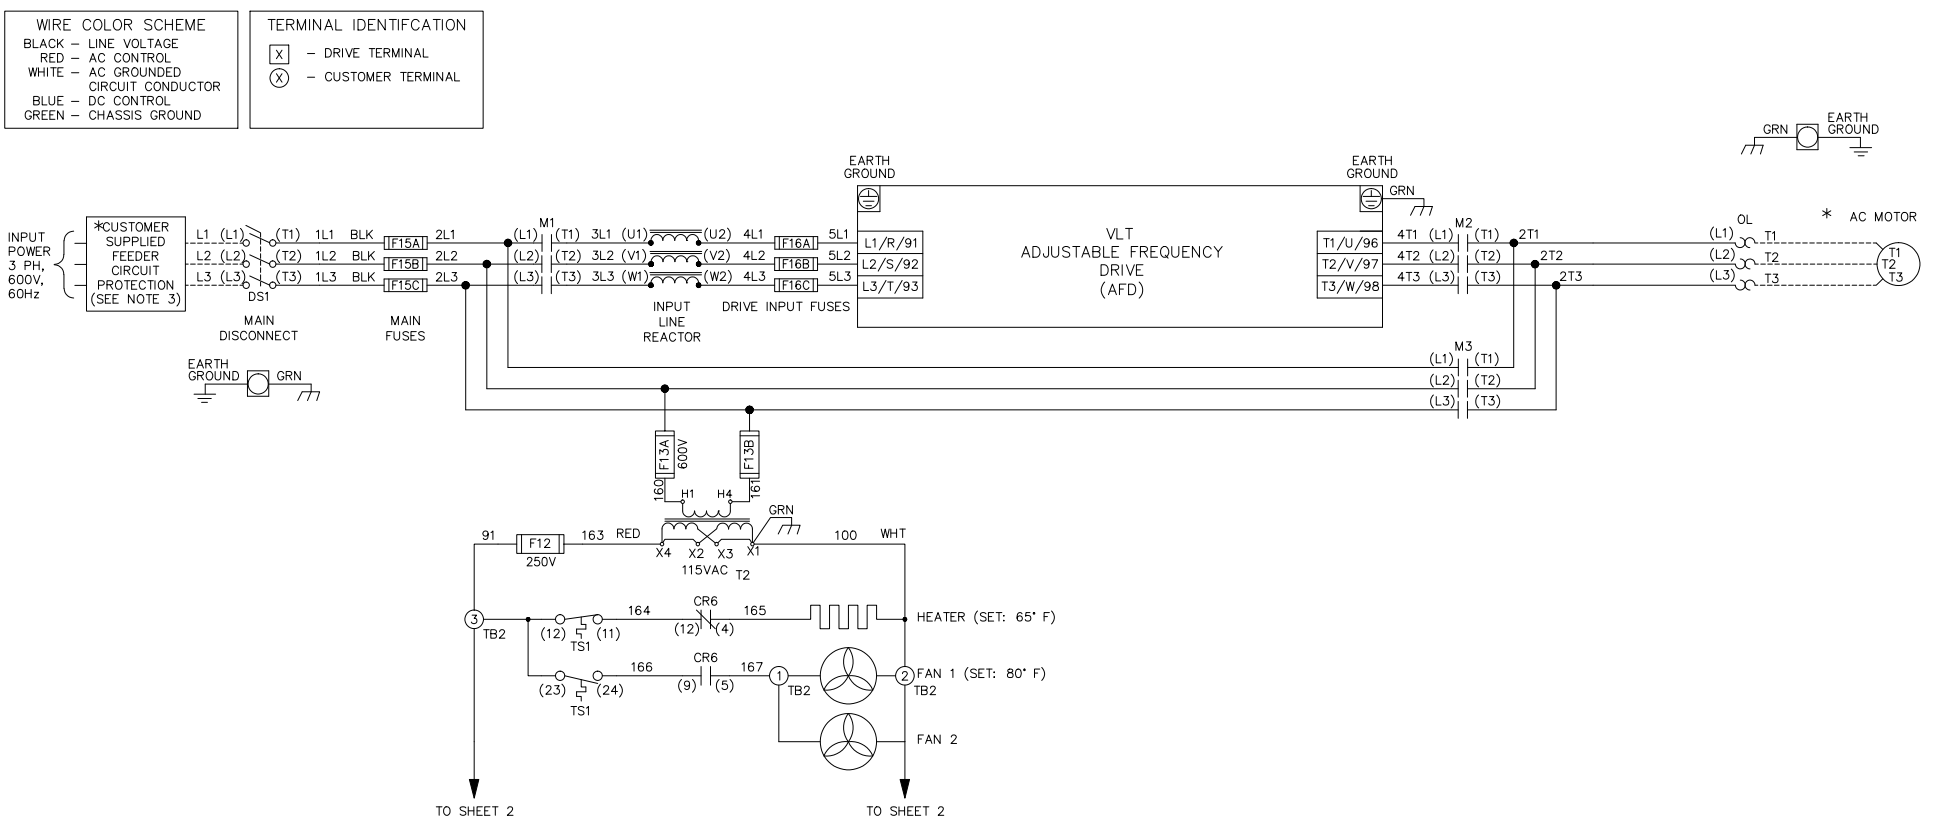 WIRE COLOR SCHEME
BLACK – LINE VOLTAGE
RED – AC CONTROL
WHITE – AC GROUNDED
CIRCUIT CONDUCTOR
BLUE – DC CONTROL
GREEN – CHASSIS GROUND
TERMINAL IDENTIFCATION
X – DRIVE TERMINAL
X – CUSTOMER TERMINAL
GRN
EARTH
GROUND
EARTH
GROUND
EARTH
GROUND
GRN
INPUT
POWER
3 PH,
600V,
60Hz
*CUSTOMER
SUPPLIED
FEEDER
CIRCUIT
PROTECTION
(SEE NOTE 3)
L1 (L1) (T1) 1L1 BLK F15A 2L1 (L1) M1 (T1) 3L1 (U1) (U2) 4L1 F16A 5L1 L1/R/91
L2 (L2) (T2) 1L2 BLK F15B 2L2 (L2) (T2) 3L2 (V1) (V2) 4L2 F16B 5L2 L2/S/92
L3 (L3) (T3) 1L3 BLK F15C 2L3 (L3) (T3) 3L3 (W1) (W2) 4L3 F16C 5L3 L3/T/93
DS1
MAIN
DISCONNECT
MAIN
FUSES
INPUT
LINE
REACTOR
DRIVE INPUT FUSES
VLT
ADJUSTABLE FREQUENCY
DRIVE
(AFD)
T1/U/96 4T1 (L1) M2 (T1) 2T1 (L1) OL T1
T2/V/97 4T2 (L2) (T2) 2T2 (L2) T2
T3/W/98 4T3 (L3) (T3) 2T3 (L3) T3
* AC MOTOR
T1
T2
T3
EARTH
GROUND
GRN
M3
(L1) (T1)
(L2) (T2)
(L3) (T3)
F13A
600V
F13B
160
161
H1 H4
GRN
91 F12 163 RED
250V
X4 X2 X3 X1
100 WHT
115VAC T2
3
TB2
(12) (11)
TS1
164
CR6
(12) (4)
165
HEATER (SET: 65° F)
(23) (24)
TS1
166
CR6
(9) (5)
167
1
TB2
2
TB2
FAN 1 (SET: 80° F)
FAN 2
TO SHEET 2
TO SHEET 2